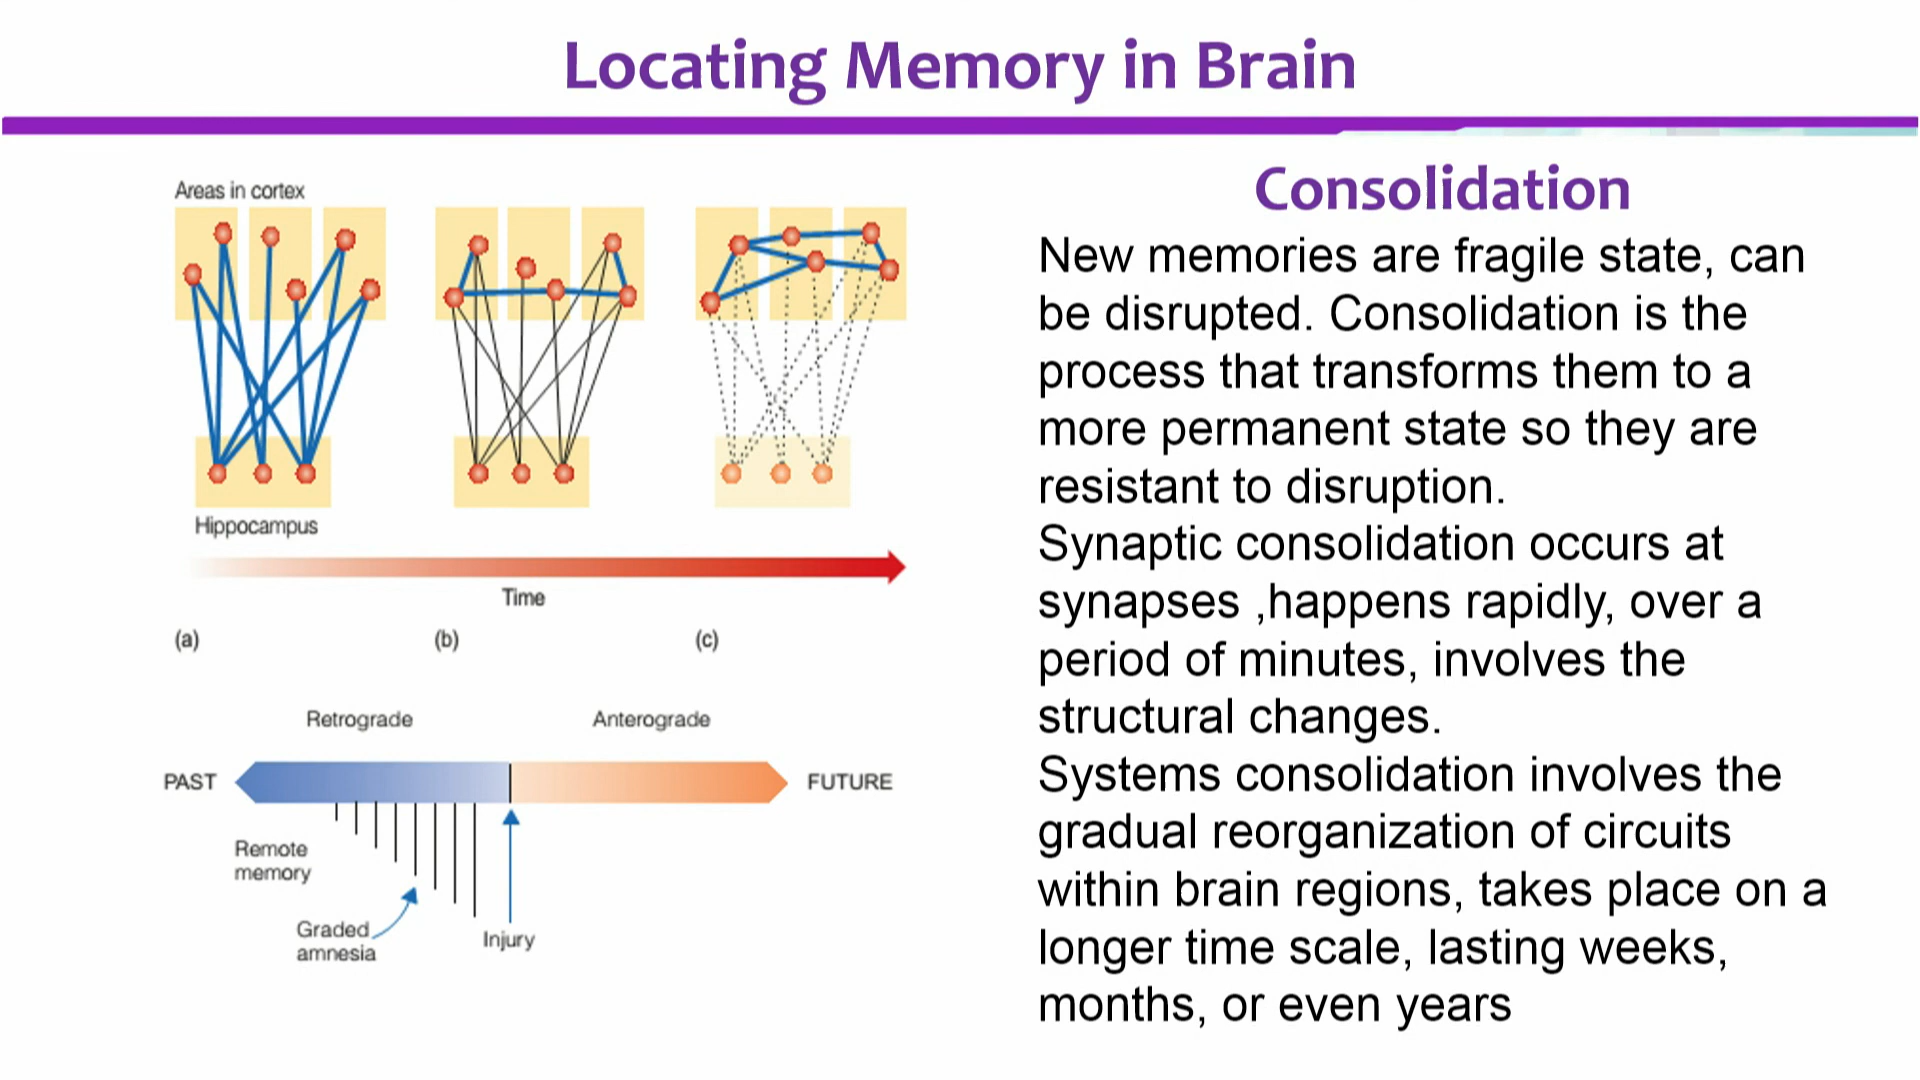 Locating Memory in Brain
Areas in cortex
Hippocampus
Time
(a)
(b)
(c)
Retrograde
Anterograde
PAST
FUTURE
Remote
memory
Graded
amnesia
Injury
Consolidation
New memories are fragile state, can
be disrupted. Consolidation is the
process that transforms them to a
more permanent state so they are
resistant to disruption.
Synaptic consolidation occurs at
synapses ,happens rapidly, over a
period of minutes, involves the
structural changes.
Systems consolidation involves the
gradual reorganization of circuits
within brain regions, takes place on a
longer time scale, lasting weeks,
months, or even years